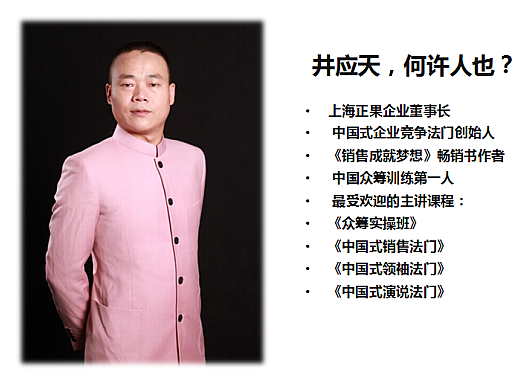 井应天，何许人也？
• 上海正果企业董事长
• 中国式企业竞争法门创始人
• 《销售成就梦想》畅销书作者
• 中国众筹训练第一人
• 最受欢迎的主讲课程：
• 《众筹实操班》
• 《中国式销售法门》
• 《中国式领袖法门》
• 《中国式演说法门》